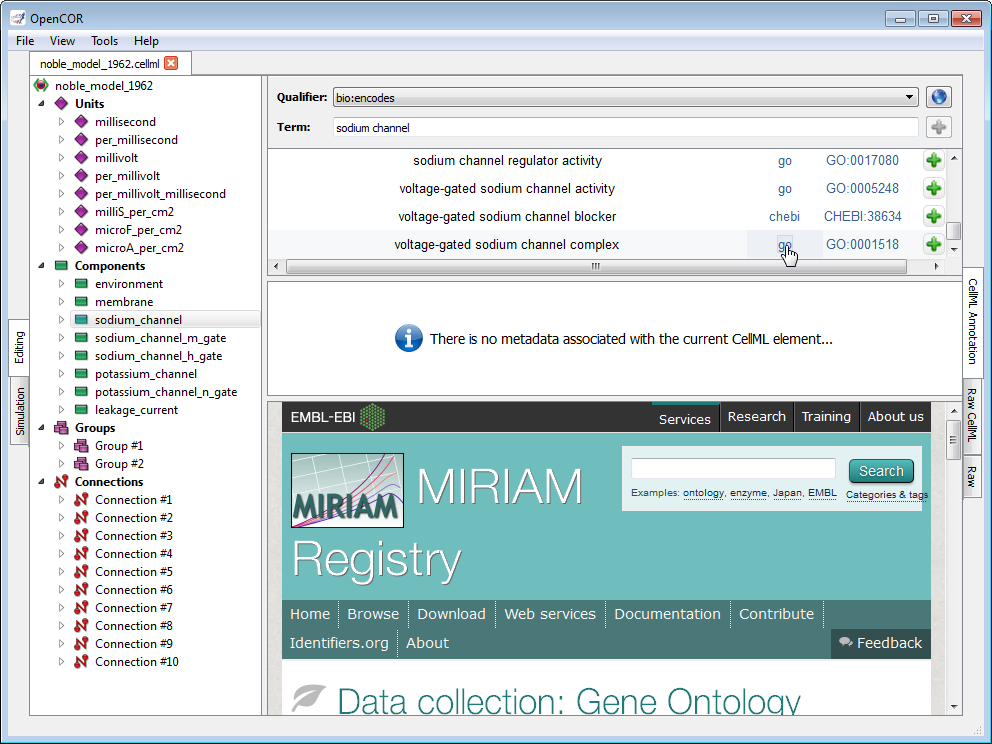 OpenCOR
File View Tools Help
noble_model_1962.cellml
Editing
Simulation
noble_model_1962
Units
millisecond
per_millisecond
millivolt
per_millivolt
per_millivolt_millisecond
milliS_per_cm2
microF_per_cm2
microA_per_cm2
Components
environment
membrane
sodium_channel
sodium_channel_m_gate
sodium_channel_h_gate
potassium_channel
potassium_channel_n_gate
leakage_current
Groups
Group #1
Group #2
Connections
Connection #1
Connection #2
Connection #3
Connection #4
Connection #5
Connection #6
Connection #7
Connection #8
Connection #9
Connection #10
Qualifier: bio:encodes
Term: sodium channel
sodium channel regulator activity go GO:0017080
voltage-gated sodium channel activity go GO:0005248
voltage-gated sodium channel blocker chebi CHEBI:38634
voltage-gated sodium channel complex go GO:0001518
There is no metadata associated with the current CellML element...
EMBL-EBI Services Research Training About us
MIRIAM
MIRIAM
Registry
Search
Examples: ontology, enzyme, Japan, EMBL Categories & tags
Home Browse Download Web services Documentation Contribute
Identifiers.org About Feedback
Data collection: Gene Ontology
CellML Annotation
Raw CellML
Raw